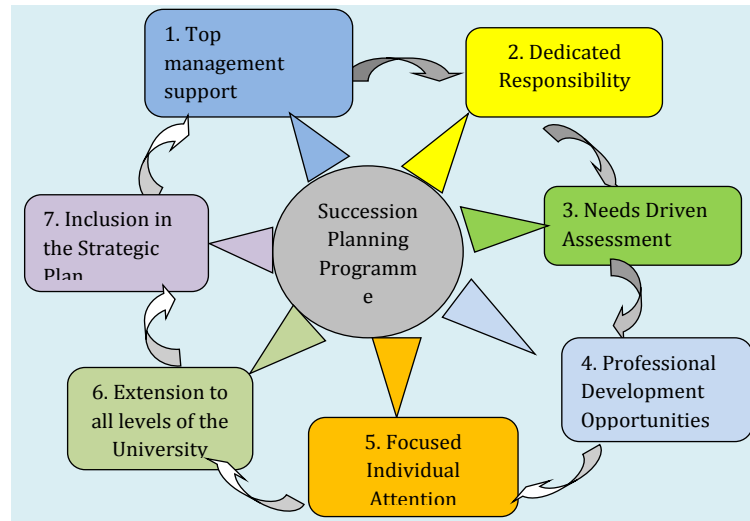 1. Top
management
support
2. Dedicated
Responsibility
3. Needs Driven
Assessment
4. Professional
Development
Opportunities
5. Focused
Individual
Attention
6. Extension to
all levels of the
University
7. Inclusion in
the Strategic
Plan
Succession
Planning
Programm
e